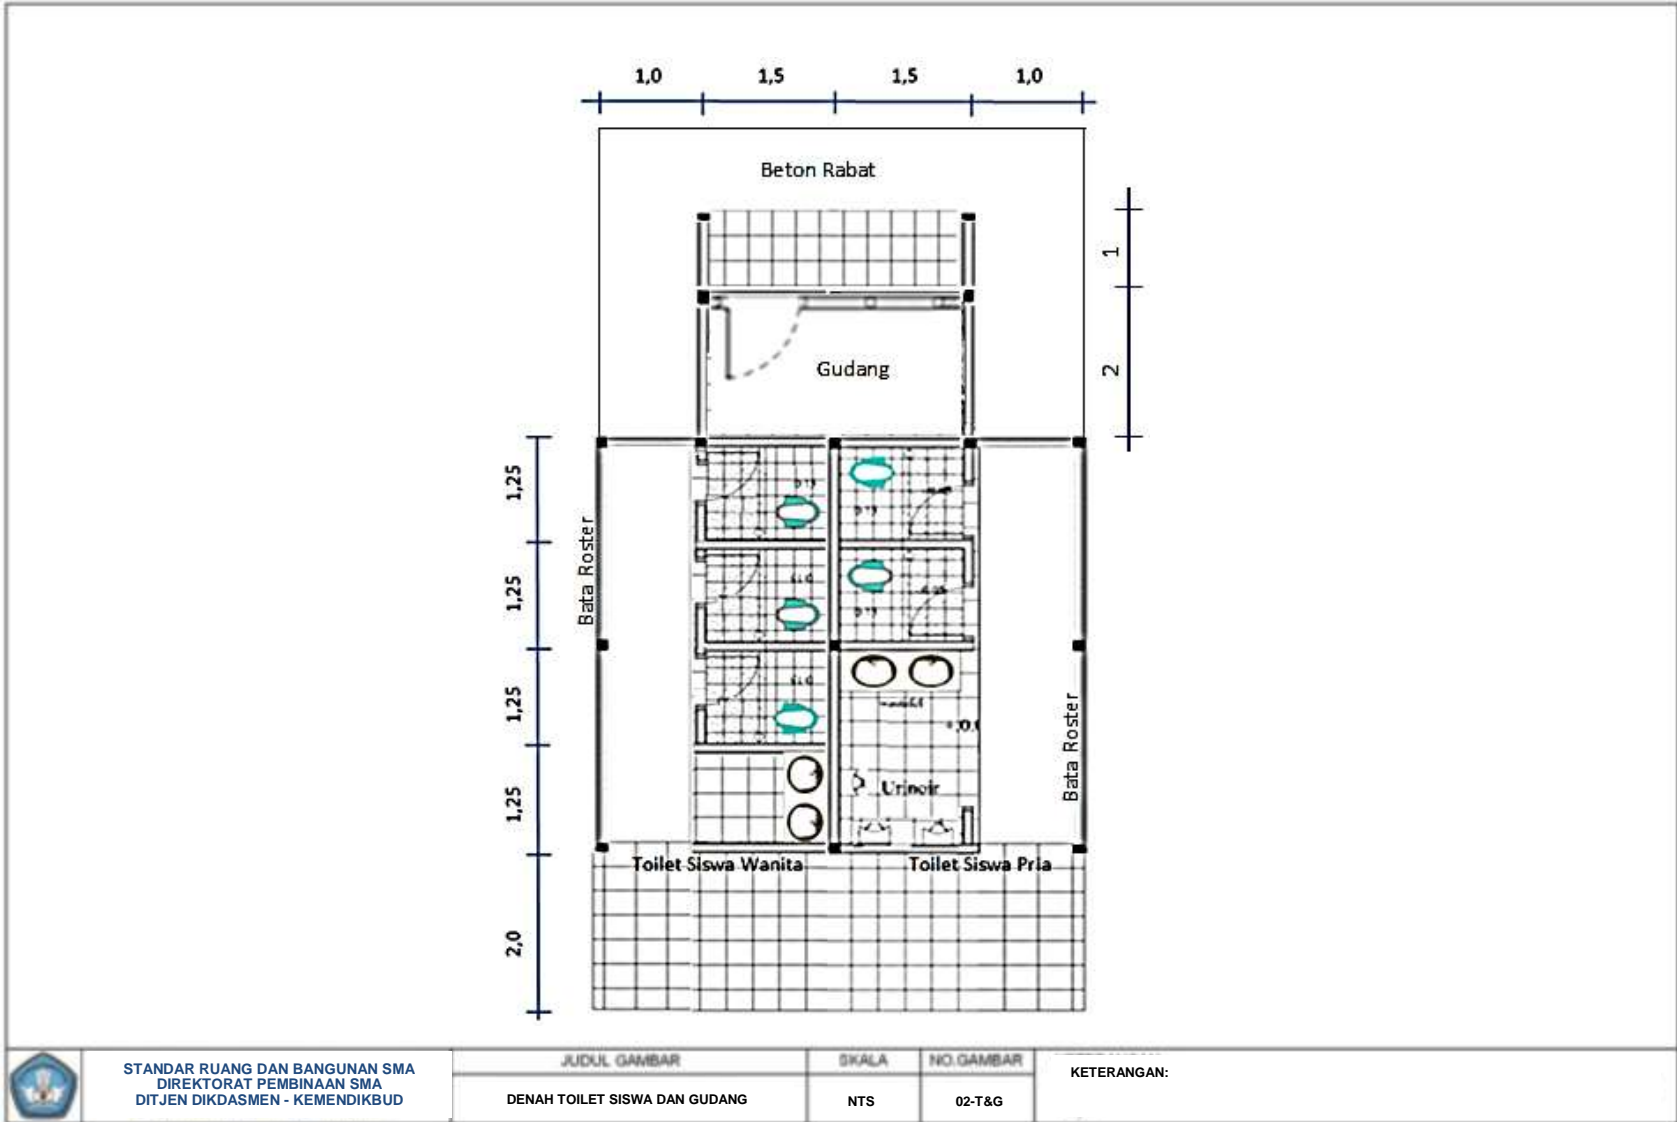 1,0 1,5 1,5 1,0
Beton Rabat
1
2
Gudang
1,25
1,25
1,25
1,25
2,0
Bata Roster
Bata Roster
Urinoir
Toilet Siswa Wanita
Toilet Siswa Pria
STANDAR RUANG DAN BANGUNAN SMA
DIREKTORAT PEMBINAAN SMA
DITJEN DIKDASMEN - KEMENDIKBUD
JUDUL GAMBAR
DENAH TOILET SISWA DAN GUDANG
SKALA
NTS
NO.GAMBAR
02-T&G
KETERANGAN: